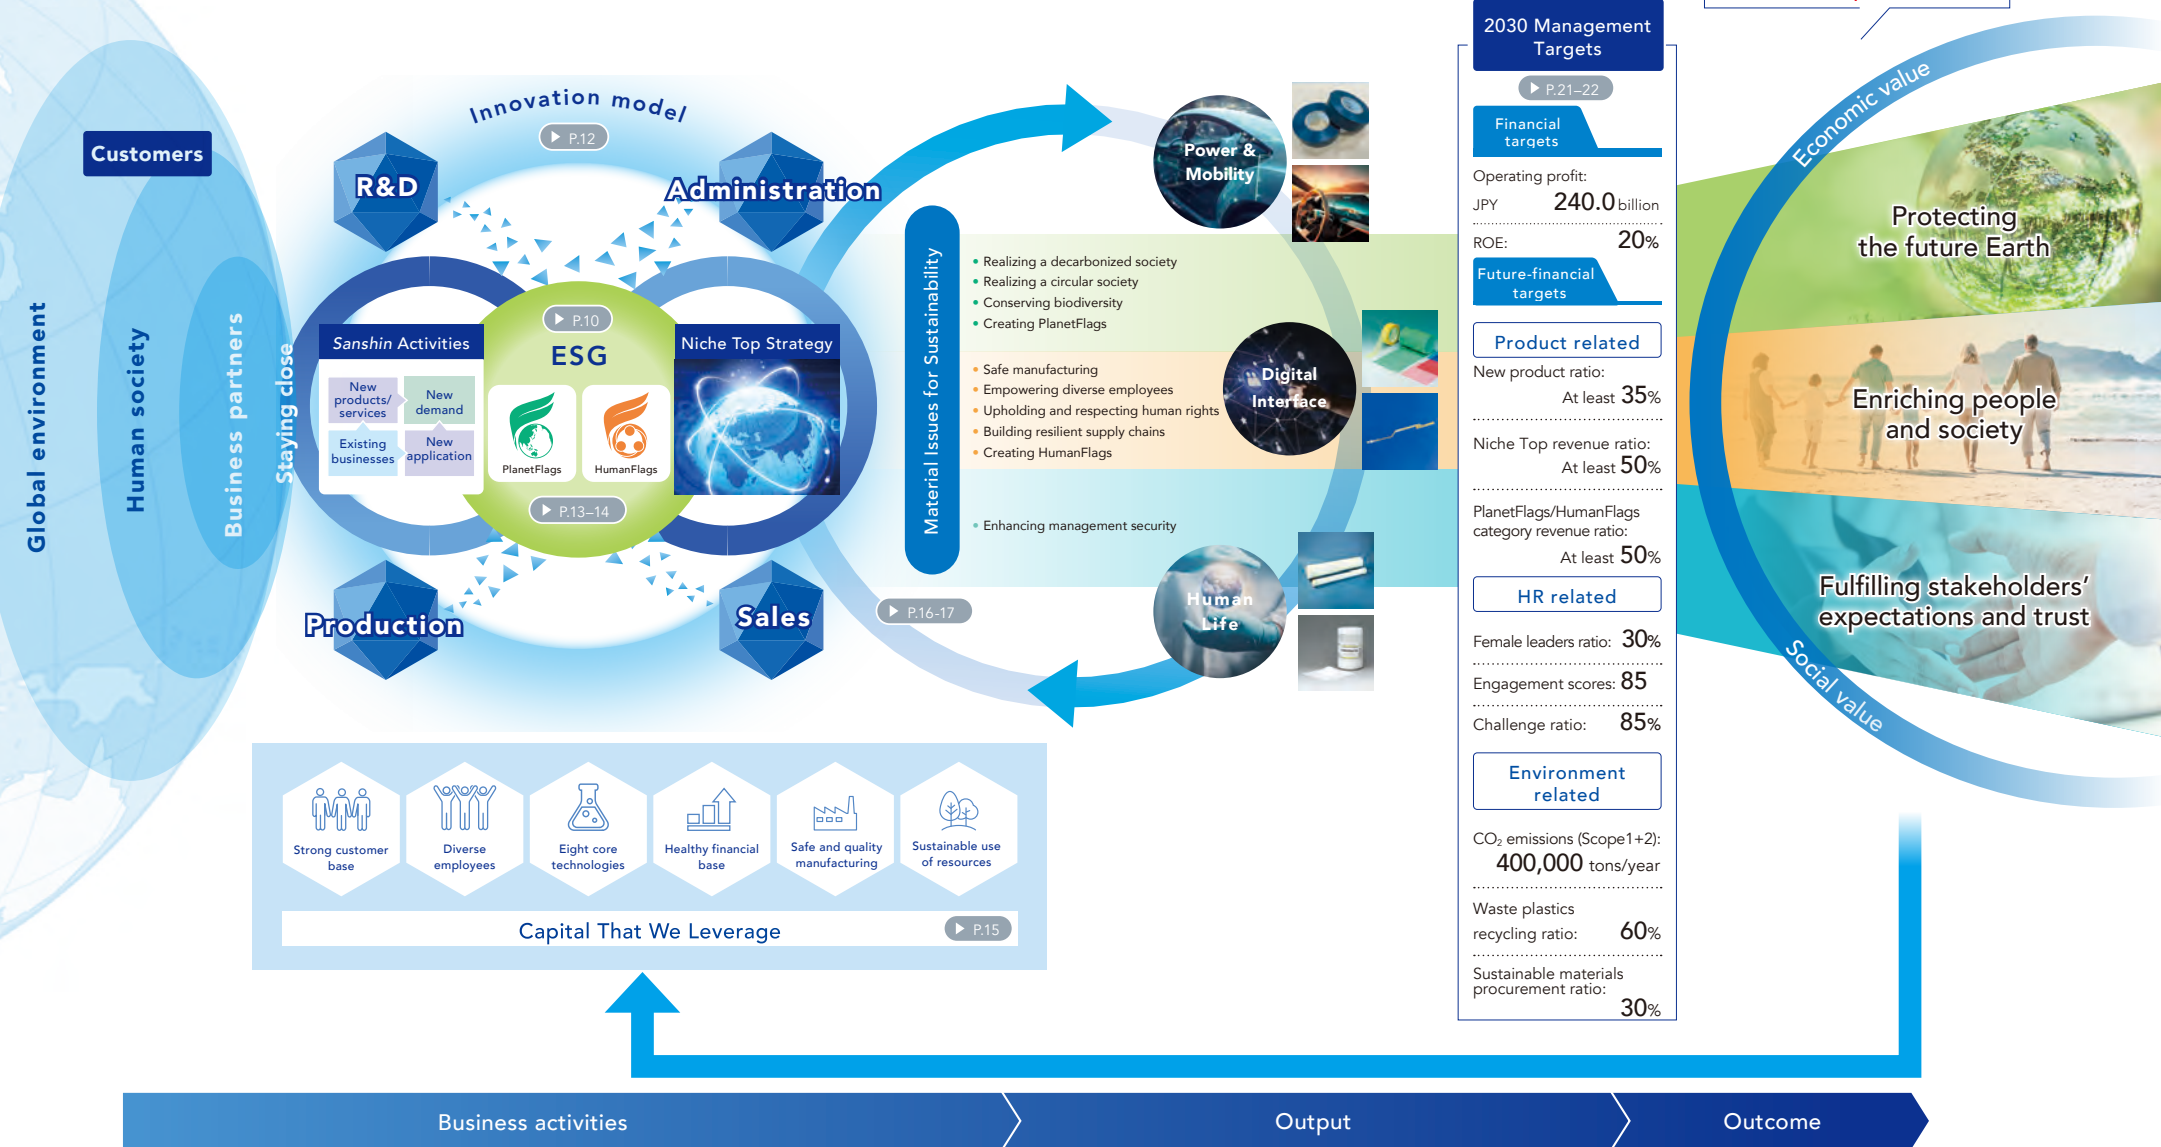 Global environment
Human society
Business partners
Staying close
Customers
Innovation model
P.12
R&D
Administration
Production
Sales
Sanshin Activities
New
products/
services
New
demand
Existing
businesses
New
application
P.10
ESG
PlanetFlags
HumanFlags
P.13–14
Niche Top Strategy
Material Issues for Sustainability
• Realizing a decarbonized society
• Realizing a circular society
• Conserving biodiversity
• Creating PlanetFlags
• Safe manufacturing
• Empowering diverse employees
• Upholding and respecting human rights
• Building resilient supply chains
• Creating HumanFlags
• Enhancing management security
P.16-17
Power &
Mobility
Digital
Interface
Human
Life
2030 Management
Targets
P.21–22
Financial
targets
Operating profit:
JPY 240.0 billion
ROE: 20%
Future-financial
targets
Product related
New product ratio:
At least 35%
Niche Top revenue ratio:
At least 50%
PlanetFlags/HumanFlags
category revenue ratio:
At least 50%
HR related
Female leaders ratio: 30%
Engagement scores: 85
Challenge ratio: 85%
Environment
related
CO₂ emissions (Scope1+2):
400,000 tons/year
Waste plastics
recycling ratio: 60%
Sustainable materials
procurement ratio:
30%
Economic value
Protecting
the future Earth
Enriching people
and society
Fulfilling stakeholders’
expectations and trust
Social value
Strong customer
base
Diverse
employees
Eight core
technologies
Healthy financial
base
Safe and quality
manufacturing
Sustainable use
of resources
Capital That We Leverage
P.15
Business activities
Output
Outcome